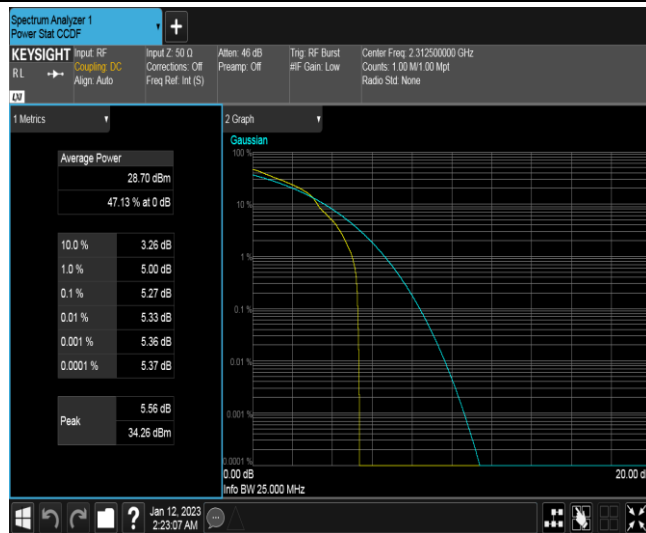 Spectrum Analyzer 1
Power Stat CCDF
+
KEYSIGHT
RL
Input: RF
Coupling: DC
Align: Auto
Input Z: 50 Ω
Corrections: Off
Freq Ref: Int (S)
Atten: 46 dB
Preamp: Off
Trig: RF Burst
#IF Gain: Low
Center Freq: 2.312500000 GHz
Counts: 1.00 M/1.00 Mpt
Radio Std: None
1 Metrics
Average Power
28.70 dBm
47.13 % at 0 dB
10.0 % 3.26 dB
1.0 % 5.00 dB
0.1 % 5.27 dB
0.01 % 5.33 dB
0.001 % 5.36 dB
0.0001 % 5.37 dB
Peak
5.56 dB
34.26 dBm
2 Graph
Gaussian
100 %
10 %
1 %
0.1 %
0.01 %
0.001 %
0.0001 %
0.00 dB
20.00 d
Info BW 25.000 MHz
?
Jan 12, 2023
2:23:07 AM